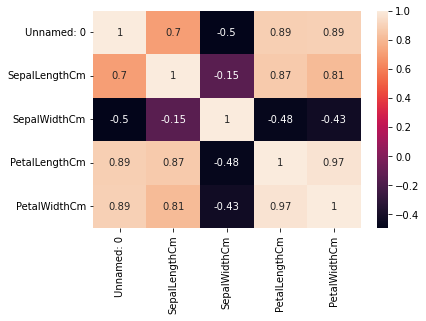 Unnamed: 0 1 0.7 -0.5 0.89 0.89
SepalLengthCm 0.7 1 -0.15 0.87 0.81
SepalWidthCm -0.5 -0.15 1 -0.48 -0.43
PetalLengthCm 0.89 0.87 -0.48 1 0.97
PetalWidthCm 0.89 0.81 -0.43 0.97 1
Unnamed: 0
SepalLengthCm
SepalWidthCm
PetalLengthCm
PetalWidthCm
1.0
0.8
0.6
0.4
0.2
0.0
−0.2
−0.4